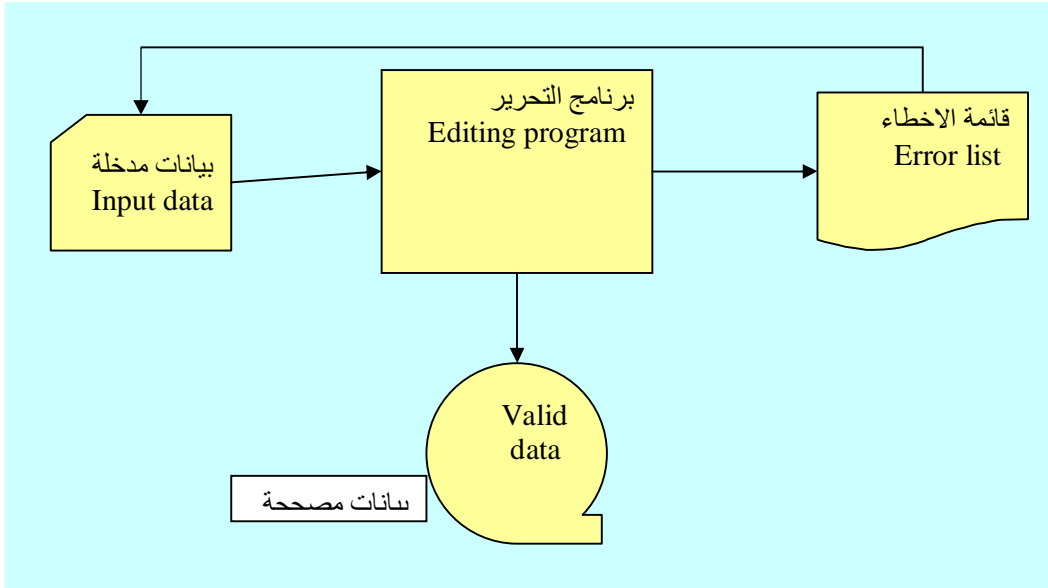 برنامج التحرير
Editing program
قائمة الاخطاء
Error list
بيانات مدخلة
Input data
Valid
data
بيانات مصححة